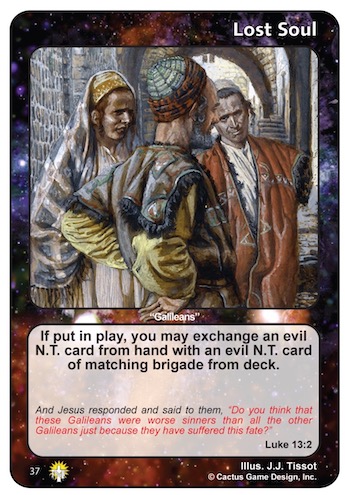 Lost Soul
"Galileans"
If put in play, you may exchange an evil
N.T. card from hand with an evil N.T. card
of matching brigade from deck.
And Jesus responded and said to them, "Do you think that
these Galileans were worse sinners than all the other
Galileans just because they have suffered this fate?"
Luke 13:2
37
Illus. J.J. Tissot
© Cactus Game Design, Inc.